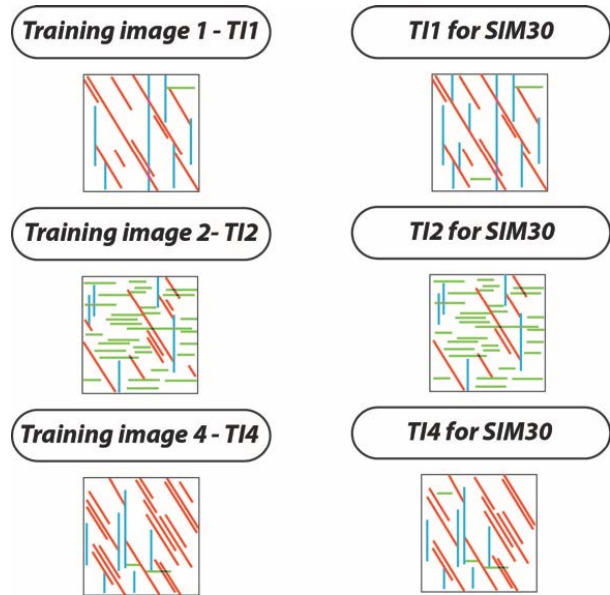 Training image 1 - TI1
TI1 for SIM30
Training image 2- TI2
TI2 for SIM30
Training image 4 - TI4
TI4 for SIM30